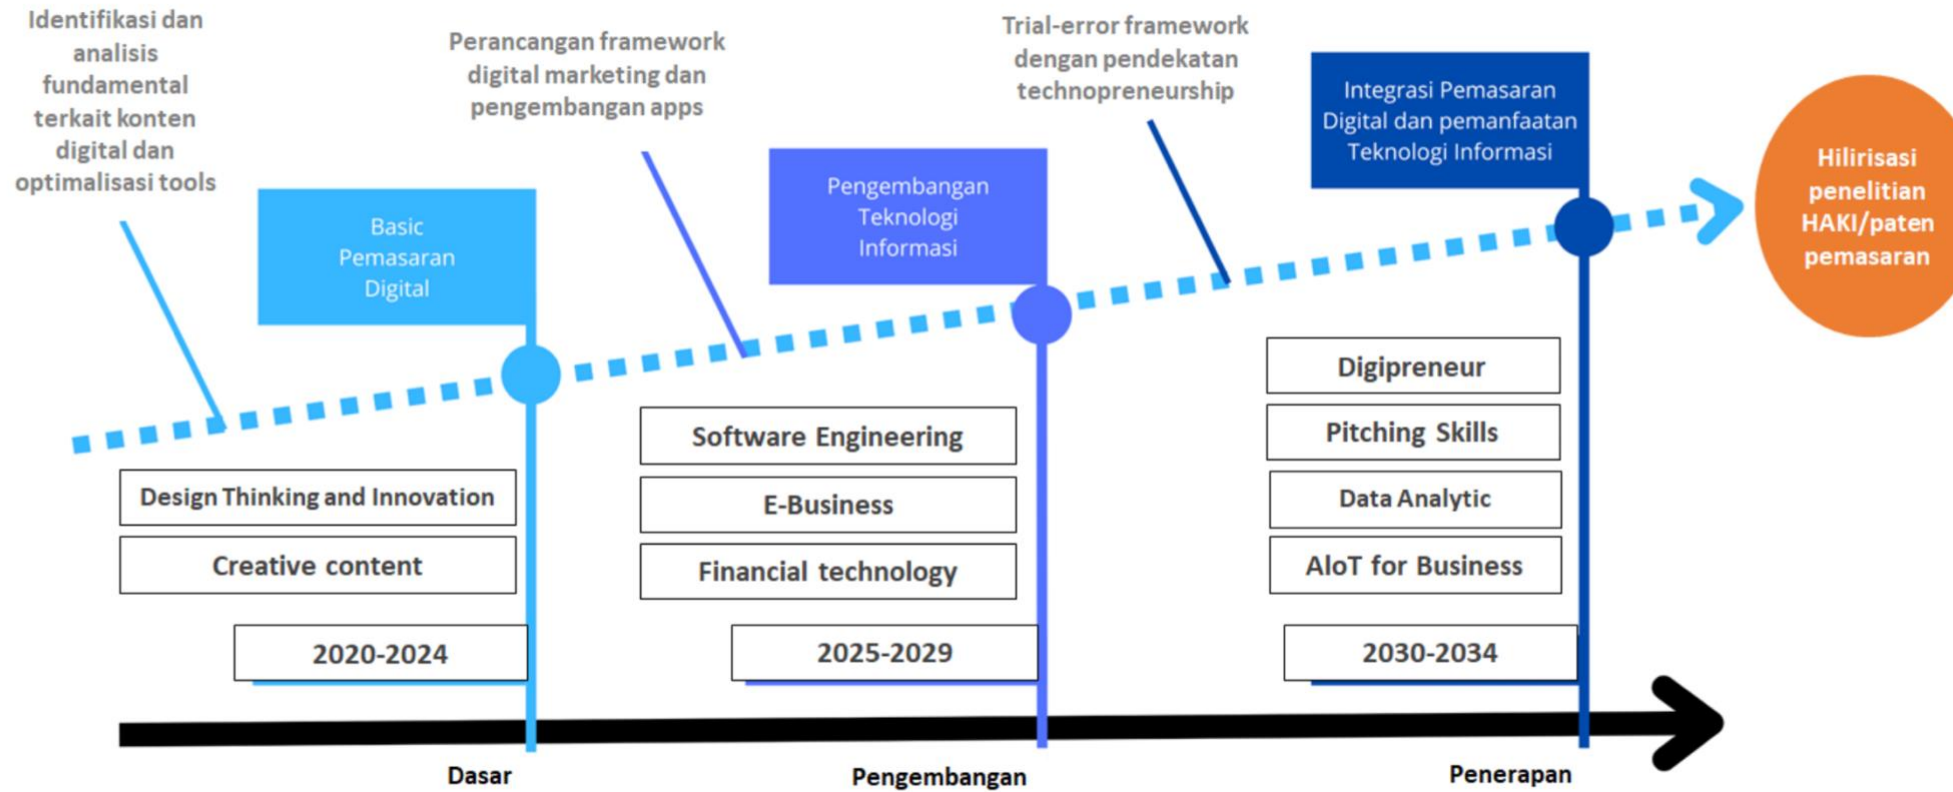 Identifikasi dan
analisis
fundamental
terkait konten
digital dan
optimalisasi tools
Perancangan framework
digital marketing dan
pengembangan apps
Trial-error framework
dengan pendekatan
technopreneurship
Basic
Pemasaran
Digital
Pengembangan
Teknologi
Informasi
Integrasi Pemasaran
Digital dan pemanfaatan
Teknologi Informasi
Hilirisasi
penelitian
HAKI/paten
pemasaran
Design Thinking and Innovation
Creative content
2020-2024
Software Engineering
E-Business
Financial technology
2025-2029
Digipreneur
Pitching Skills
Data Analytic
AloT for Business
2030-2034
Dasar
Pengembangan
Penerapan